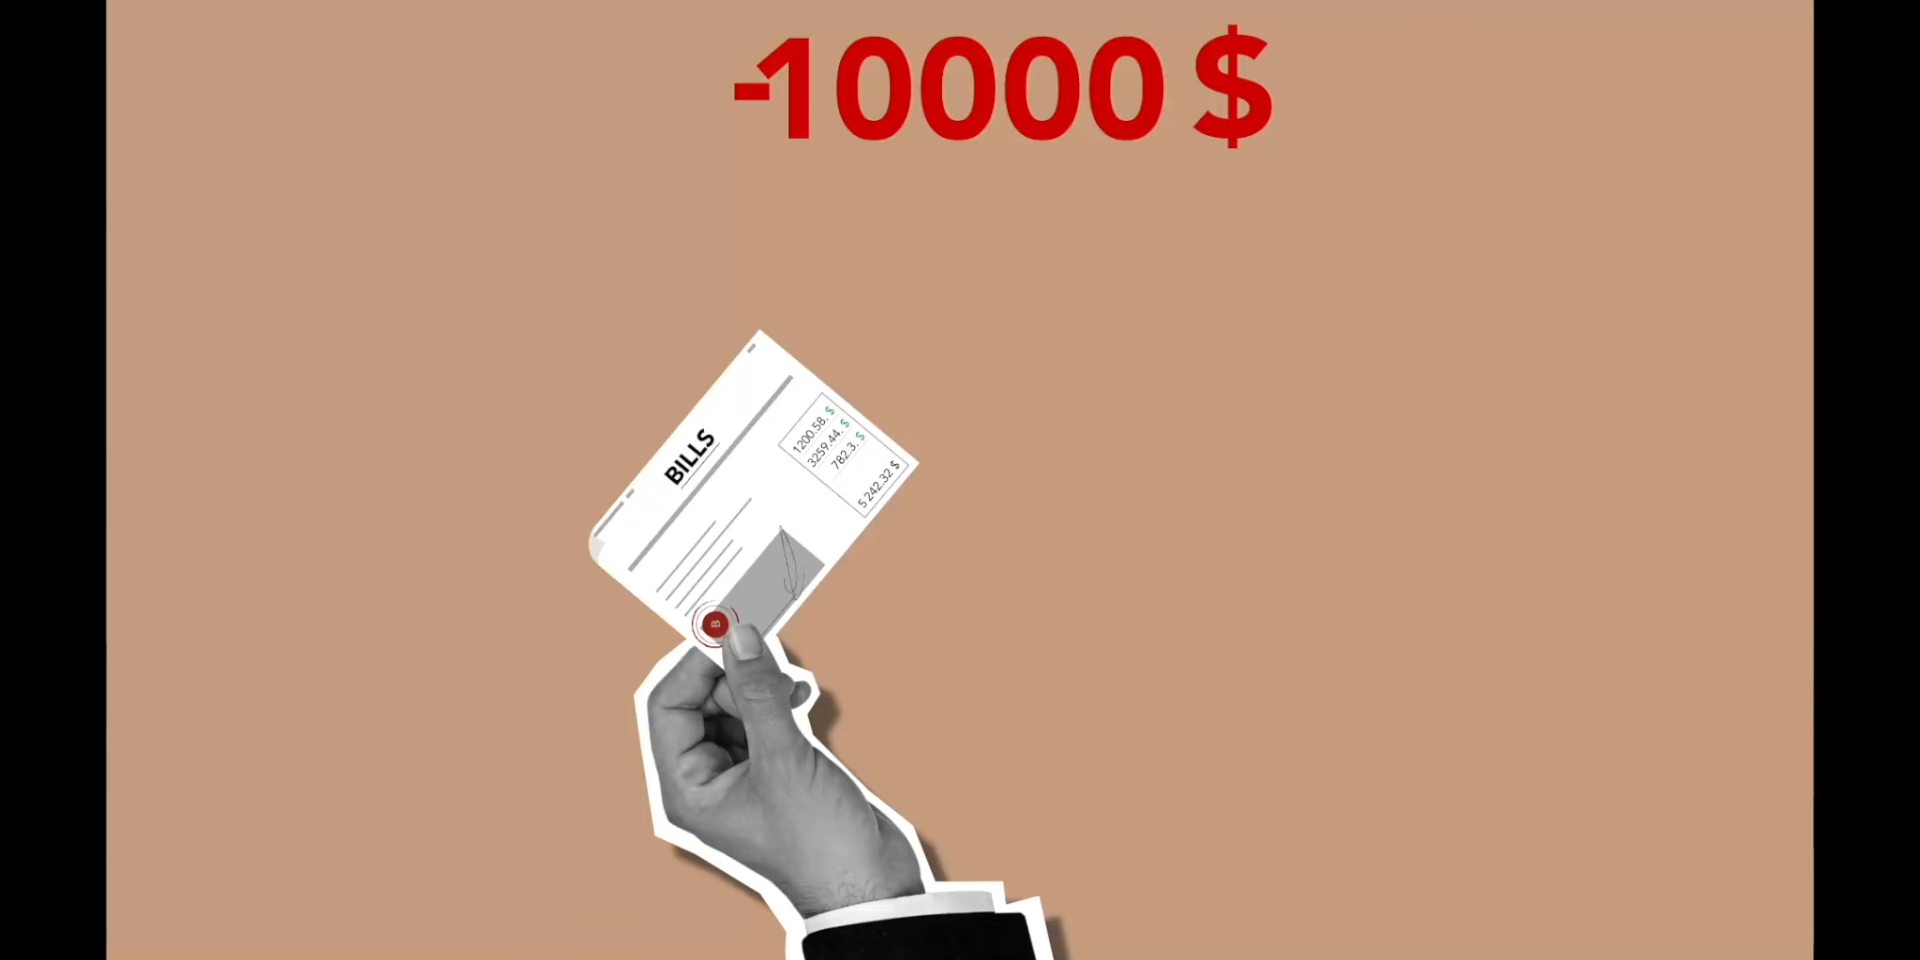 -10000 $
BILLS
1200.58. $
3259.44. $
782.3. $
5 242.32 $
B